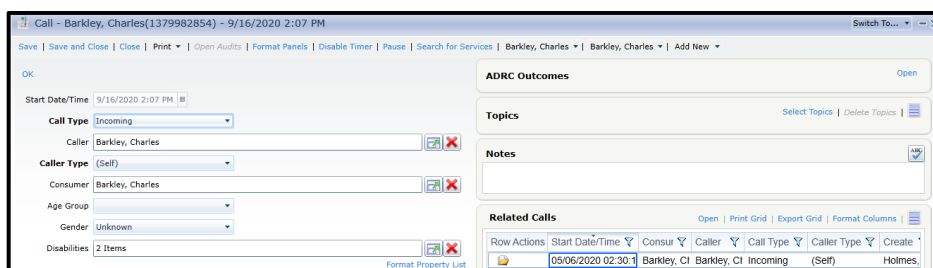 Call - Barkley, Charles(1379982854) - 9/16/2020 2:07 PM
Switch To...
Save | Save and Close | Close | Print | Open Audits | Format Panels | Disable Timer | Pause | Search for Services | Barkley, Charles | Barkley, Charles | Add New
OK
Start Date/Time 9/16/2020 2:07 PM
Call Type Incoming
Caller Barkley, Charles
Caller Type (Self)
Consumer Barkley, Charles
Age Group
Gender Unknown
Disabilities 2 Items
Format Property List
ADRC Outcomes Open
Topics Select Topics | Delete Topics |
Notes ABC
Related Calls Open | Print Grid | Export Grid | Format Columns |
Row Actions Start Date/Time Consur Caller Call Type Caller Type Create
05/06/2020 02:30:1 Barkley, Cl Barkley, Cl Incoming (Self) Holmes,